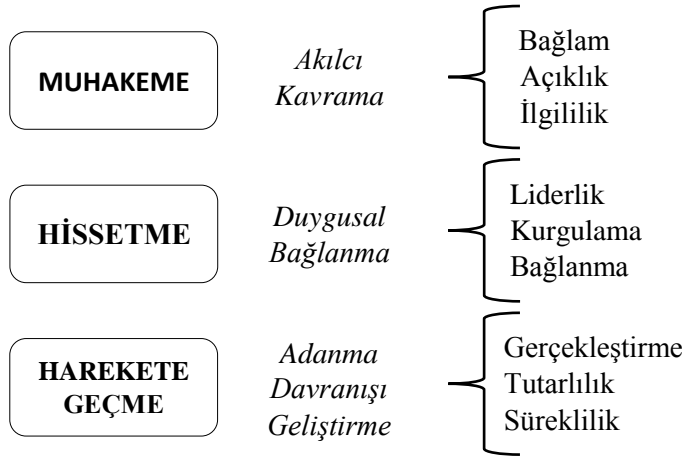 MUHAKEME
Akılcı
Kavrama
Bağlam
Açıklık
İlgililik
HİSSETME
Duygusal
Bağlanma
Liderlik
Kurgulama
Bağlanma
HAREKETE
GEÇME
Adanma
Davranışı
Geliştirme
Gerçekleştirme
Tutarlılık
Süreklilik